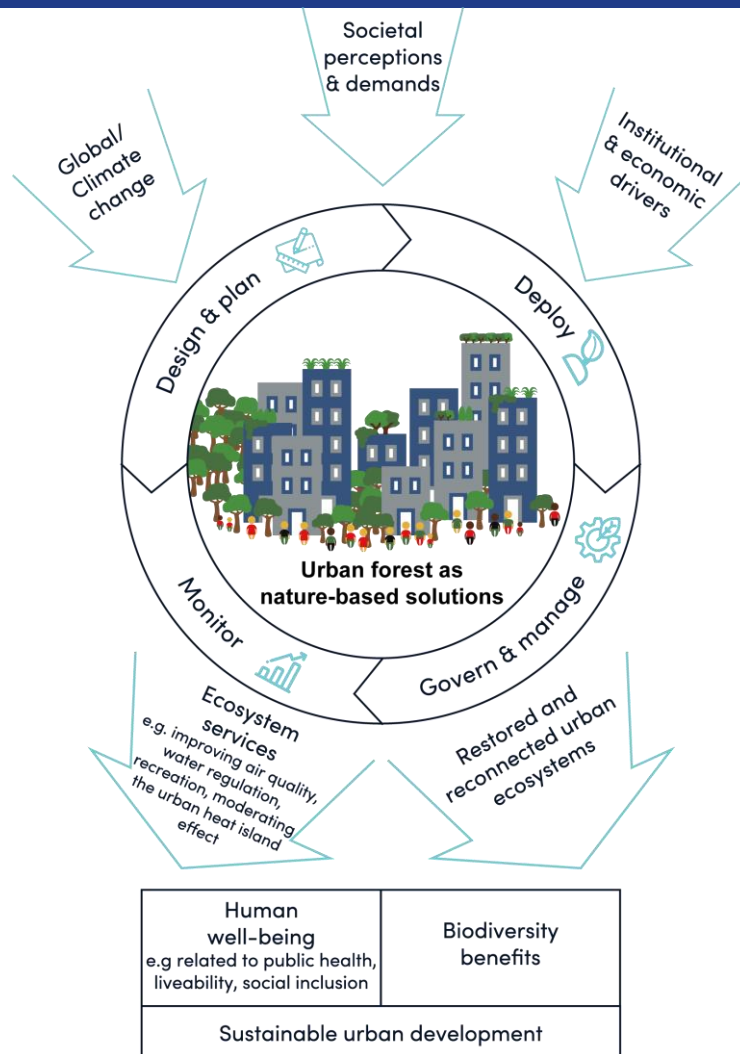 Societal
perceptions
& demands
Global/
Climate
change
Institutional
& economic
drivers
Design & plan
Deploy
Urban forest as
nature-based solutions
Monitor
Govern & manage
Ecosystem
services
e.g. improving air quality,
water regulation,
recreation, moderating
the urban heat island
effect
Restored and
reconnected urban
ecosystems
Human
well-being
e.g related to public health,
liveability, social inclusion
Biodiversity
benefits
Sustainable urban development